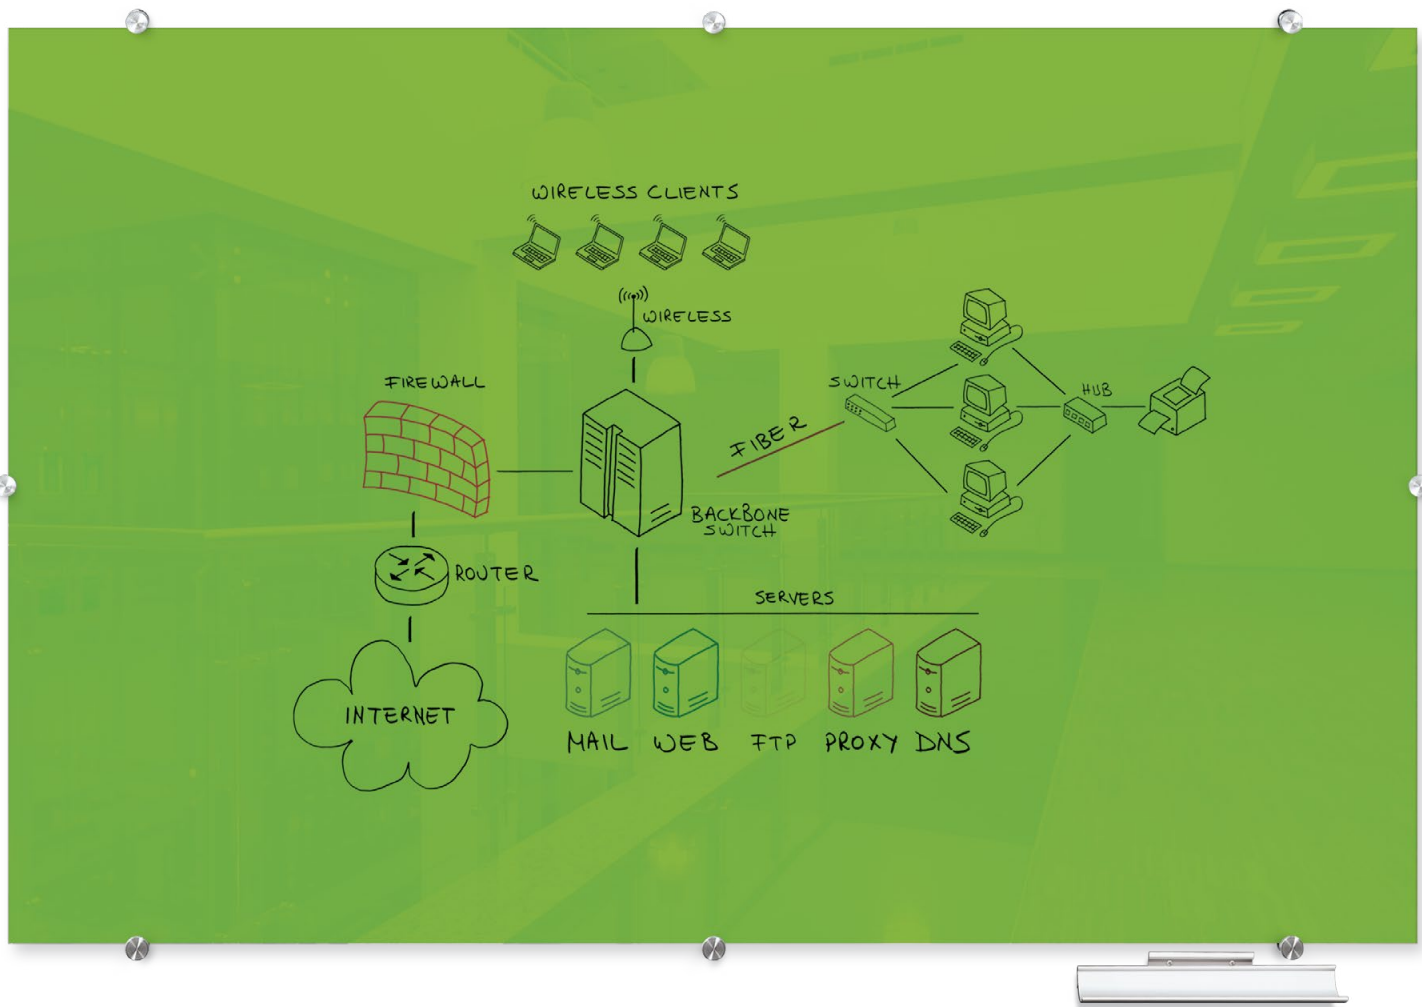 WIRELESS CLIENTS
WIRELESS
FIREWALL
SWITCH
HUB
FIBER
BACKBONE
SWITCH
ROUTER
SERVERS
INTERNET
MAIL WEB FTP PROXY DNS